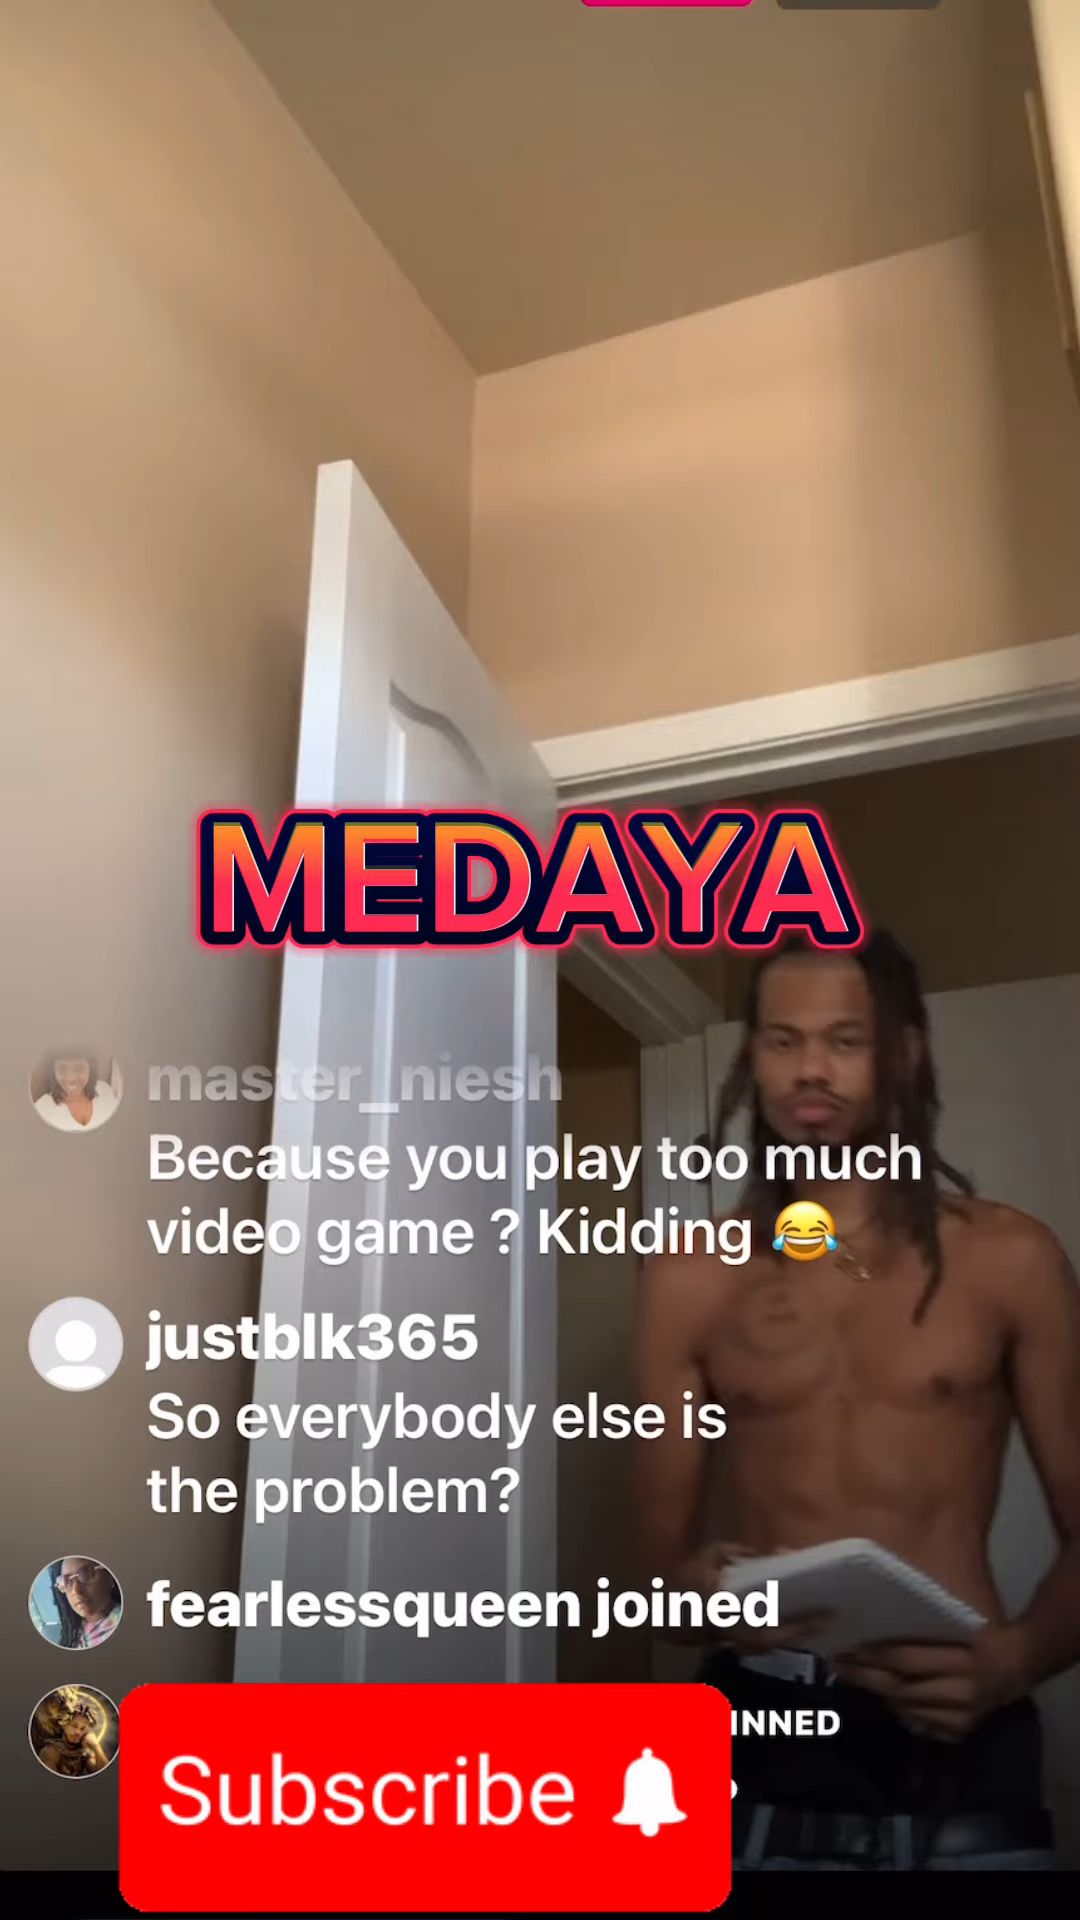 MEDAYA
master_niesh
Because you play too much
video game ? Kidding 😂
justblk365
So everybody else is
the problem?
fearlessqueen joined
INNED
Subscribe